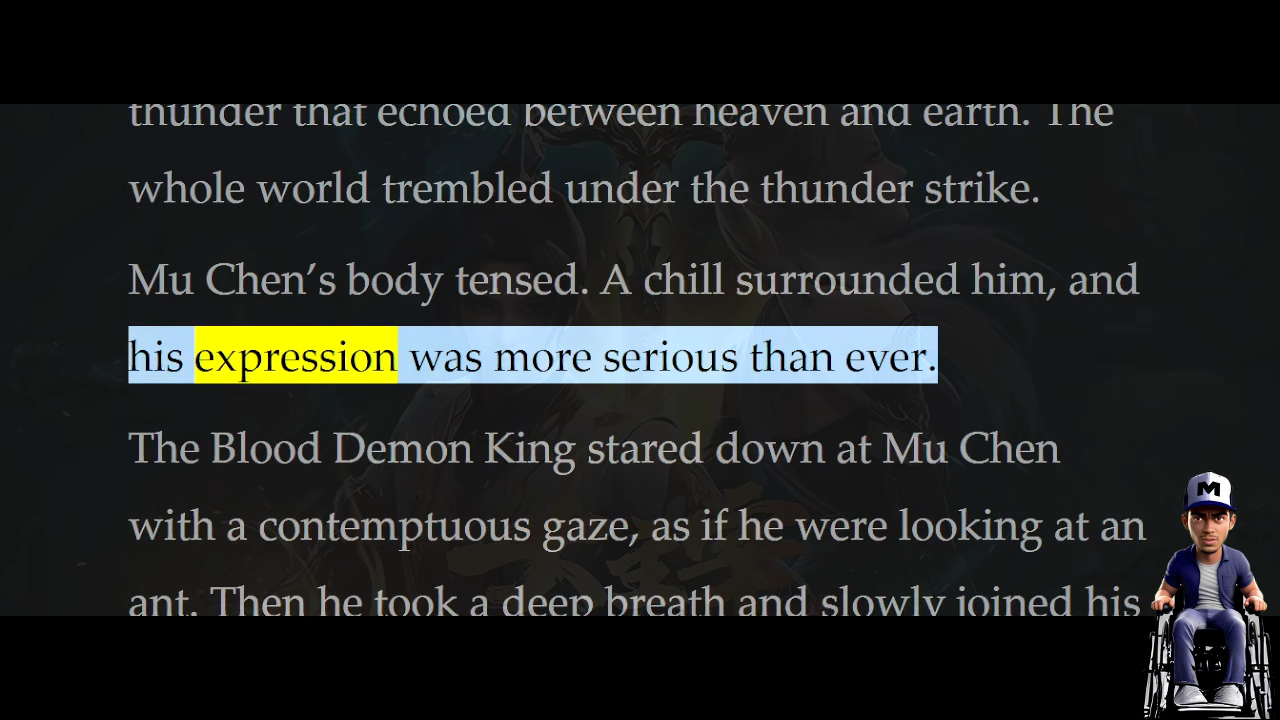 thunder that echoed between heaven and earth. The
whole world trembled under the thunder strike.
Mu Chen’s body tensed. A chill surrounded him, and
his expression was more serious than ever.
The Blood Demon King stared down at Mu Chen
with a contemptuous gaze, as if he were looking at an
ant. Then he took a deep breath and slowly joined his
M